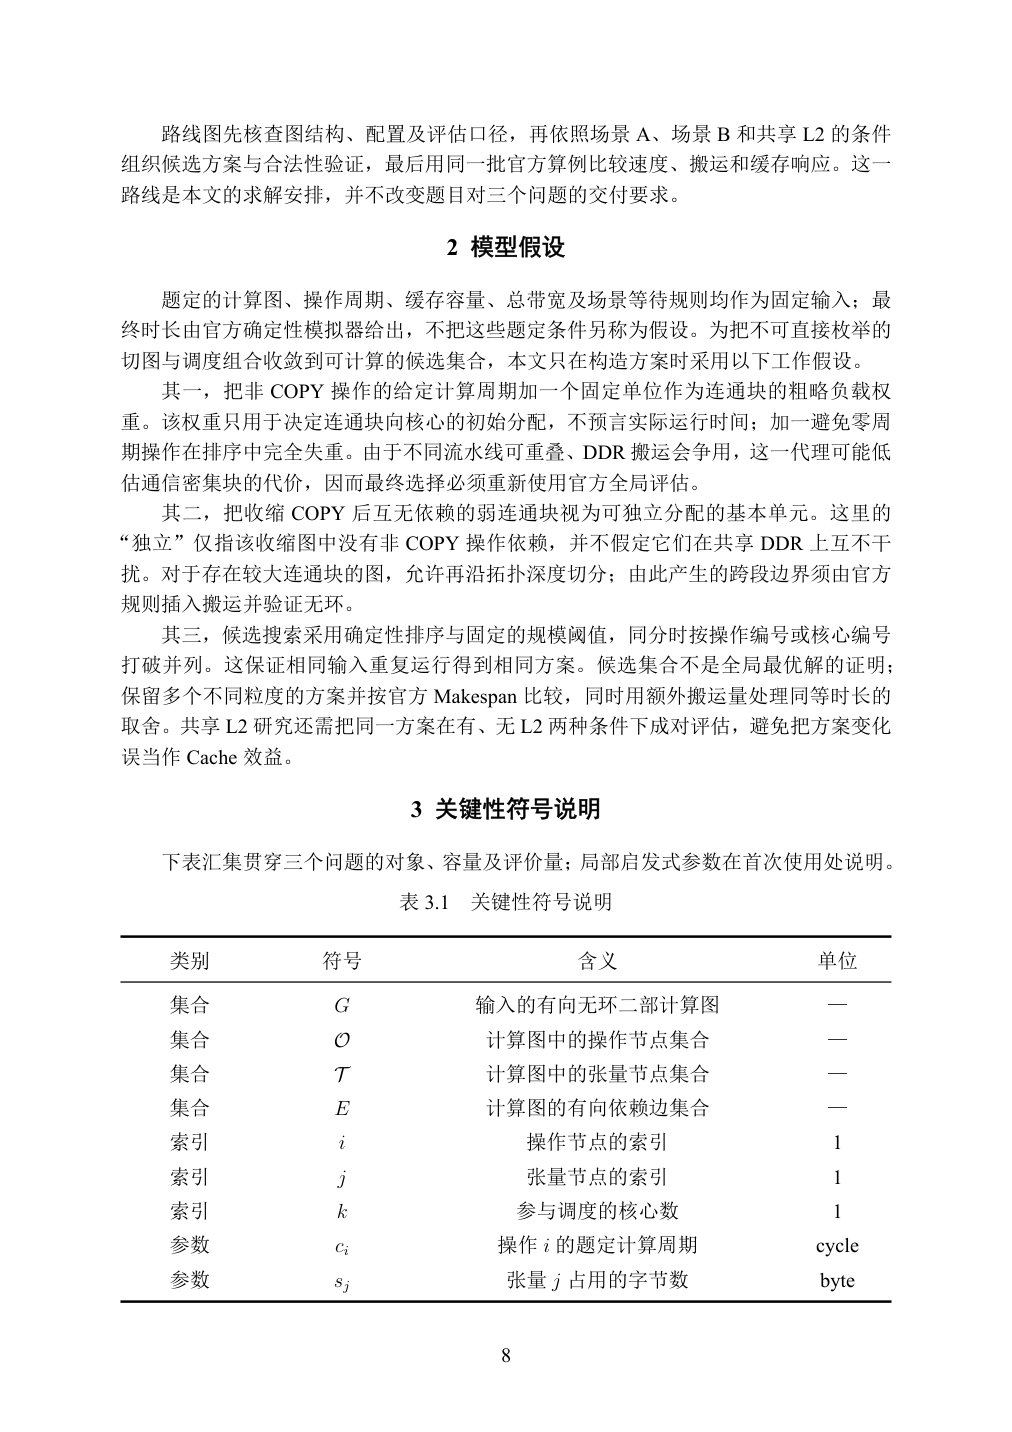 路线图先核查图结构、配置及评估口径，再依照场景 A、场景 B 和共享 L2 的条件
组织候选方案与合法性验证，最后用同一批官方算例比较速度、搬运和缓存响应。这一
路线是本文的求解安排，并不改变题目对三个问题的交付要求。
2 模型假设
题定的计算图、操作周期、缓存容量、总带宽及场景等待规则均作为固定输入；最
终时长由官方确定性模拟器给出，不把这些题定条件另称为假设。为把不可直接枚举的
切图与调度组合收敛到可计算的候选集合，本文只在构造方案时采用以下工作假设。
其一，把非 COPY 操作的给定计算周期加一个固定单位作为连通块的粗略负载权
重。该权重只用于决定连通块向核心的初始分配，不预言实际运行时间；加一避免零周
期操作在排序中完全失重。由于不同流水线可重叠、DDR 搬运会争用，这一代理可能低
估通信密集块的代价，因而最终选择必须重新使用官方全局评估。
其二，把收缩 COPY 后互无依赖的弱连通块视为可独立分配的基本单元。这里的
“独立”仅指该收缩图中没有非 COPY 操作依赖，并不假定它们在共享 DDR 上互不干
扰。对于存在较大连通块的图，允许再沿拓扑深度切分；由此产生的跨段边界须由官方
规则插入搬运并验证无环。
其三，候选搜索采用确定性排序与固定的规模阈值，同分时按操作编号或核心编号
打破并列。这保证相同输入重复运行得到相同方案。候选集合不是全局最优解的证明；
保留多个不同粒度的方案并按官方 Makespan 比较，同时用额外搬运量处理同等时长的
取舍。共享 L2 研究还需把同一方案在有、无 L2 两种条件下成对评估，避免把方案变化
误当作 Cache 效益。
3 关键性符号说明
下表汇集贯穿三个问题的对象、容量及评价量；局部启发式参数在首次使用处说明。
表 3.1 关键性符号说明
类别 符号 含义 单位
集合 G 输入的有向无环二部计算图 —
集合 𝒪 计算图中的操作节点集合 —
集合 𝒯 计算图中的张量节点集合 —
集合 E 计算图的有向依赖边集合 —
索引 i 操作节点的索引 1
索引 j 张量节点的索引 1
索引 k 参与调度的核心数 1
参数 c_i 操作 i 的题定计算周期 cycle
参数 s_j 张量 j 占用的字节数 byte
8